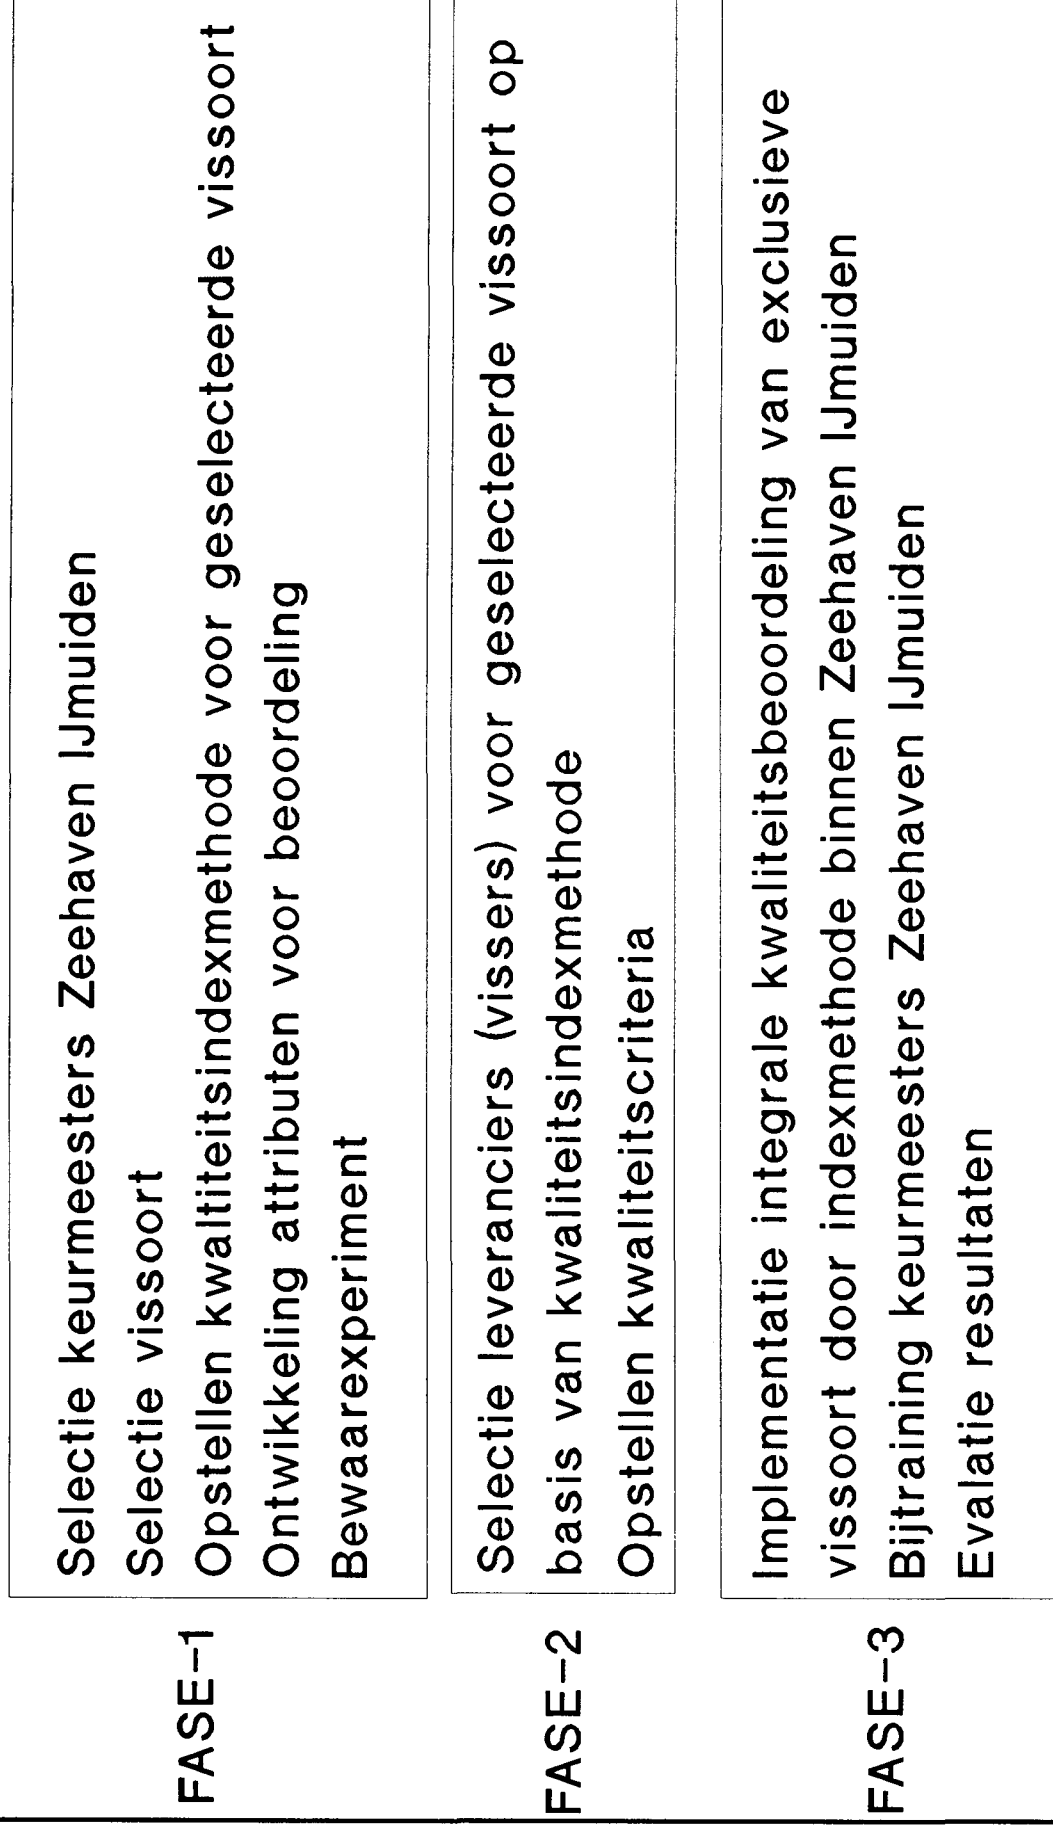 FASE-1
Selectie keurmeesters Zeehaven IJmuiden
Selectie vissoort
Opstellen kwaltiteitsindexmethode voor geselecteerde vissoort
Ontwikkeling attributen voor beoordeling
Bewaarexperiment
FASE-2
Selectie leveranciers (vissers) voor geselecteerde vissoort op
basis van kwaliteitsindexmethode
Opstellen kwaliteitscriteria
FASE-3
Implementatie integrale kwaliteitsbeoordeling van exclusieve
vissoort door indexmethode binnen Zeehaven IJmuiden
Bijtraining keurmeesters Zeehaven IJmuiden
Evalatie resultaten